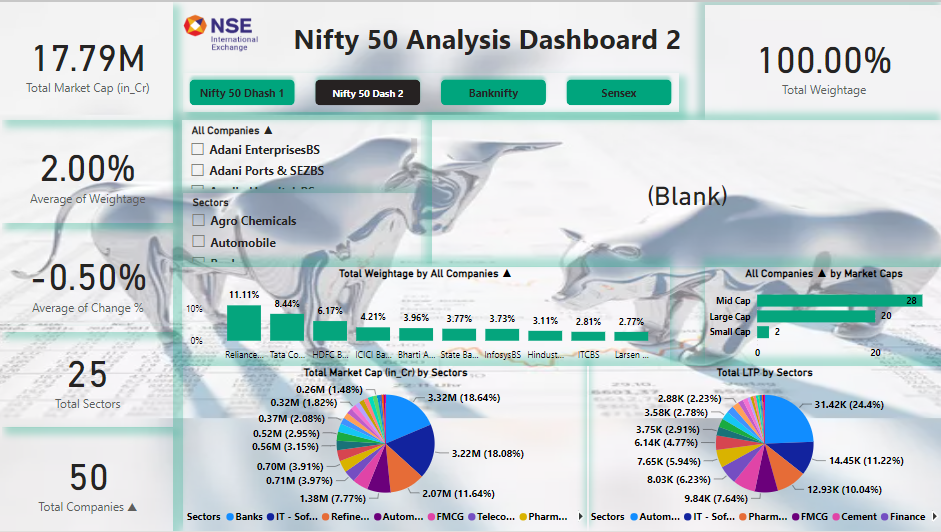 17.79M
Total Market Cap (in_Cr)
NSE
International
Exchange
Nifty 50 Analysis Dashboard 2
100.00%
Total Weightage
Nifty 50 Dhash 1
Nifty 50 Dash 2
Banknifty
Sensex
2.00%
Average of Weightage
All Companies ▲
Adani EnterprisesBS
Adani Ports & SEZBS
Sectors
Agro Chemicals
Automobile
(Blank)
-0.50%
Average of Change %
Total Weightage by All Companies ▲
11.11%
8.44%
6.17%
4.21%
3.96%
3.77%
3.73%
3.11%
2.81%
2.77%
10%
0%
Reliance...
Tata Co...
HDFC B...
ICICI Ba...
Bharti A...
State Ba...
InfosysBS
Hindust...
ITCBS
Larsen ...
All Companies ▲ by Market Caps
Mid Cap 28
Large Cap 20
Small Cap 2
0 20
25
Total Sectors
50
Total Companies ▲
Total Market Cap (in_Cr) by Sectors
0.26M (1.48%)
0.32M (1.82%)
0.37M (2.08%)
0.52M (2.95%)
0.56M (3.15%)
0.70M (3.91%)
0.71M (3.97%)
1.38M (7.77%)
3.32M (18.64%)
3.22M (18.08%)
2.07M (11.64%)
Sectors Banks IT - Sof... Refine... Autom... FMCG Teleco... Pharm...
Total LTP by Sectors
2.88K (2.23%)
3.58K (2.78%)
3.75K (2.91%)
6.14K (4.77%)
7.65K (5.94%)
8.03K (6.23%)
9.84K (7.64%)
31.42K (24.4%)
14.45K (11.22%)
12.93K (10.04%)
Sectors Autom... IT - Sof... Pharm... FMCG Cement Finance